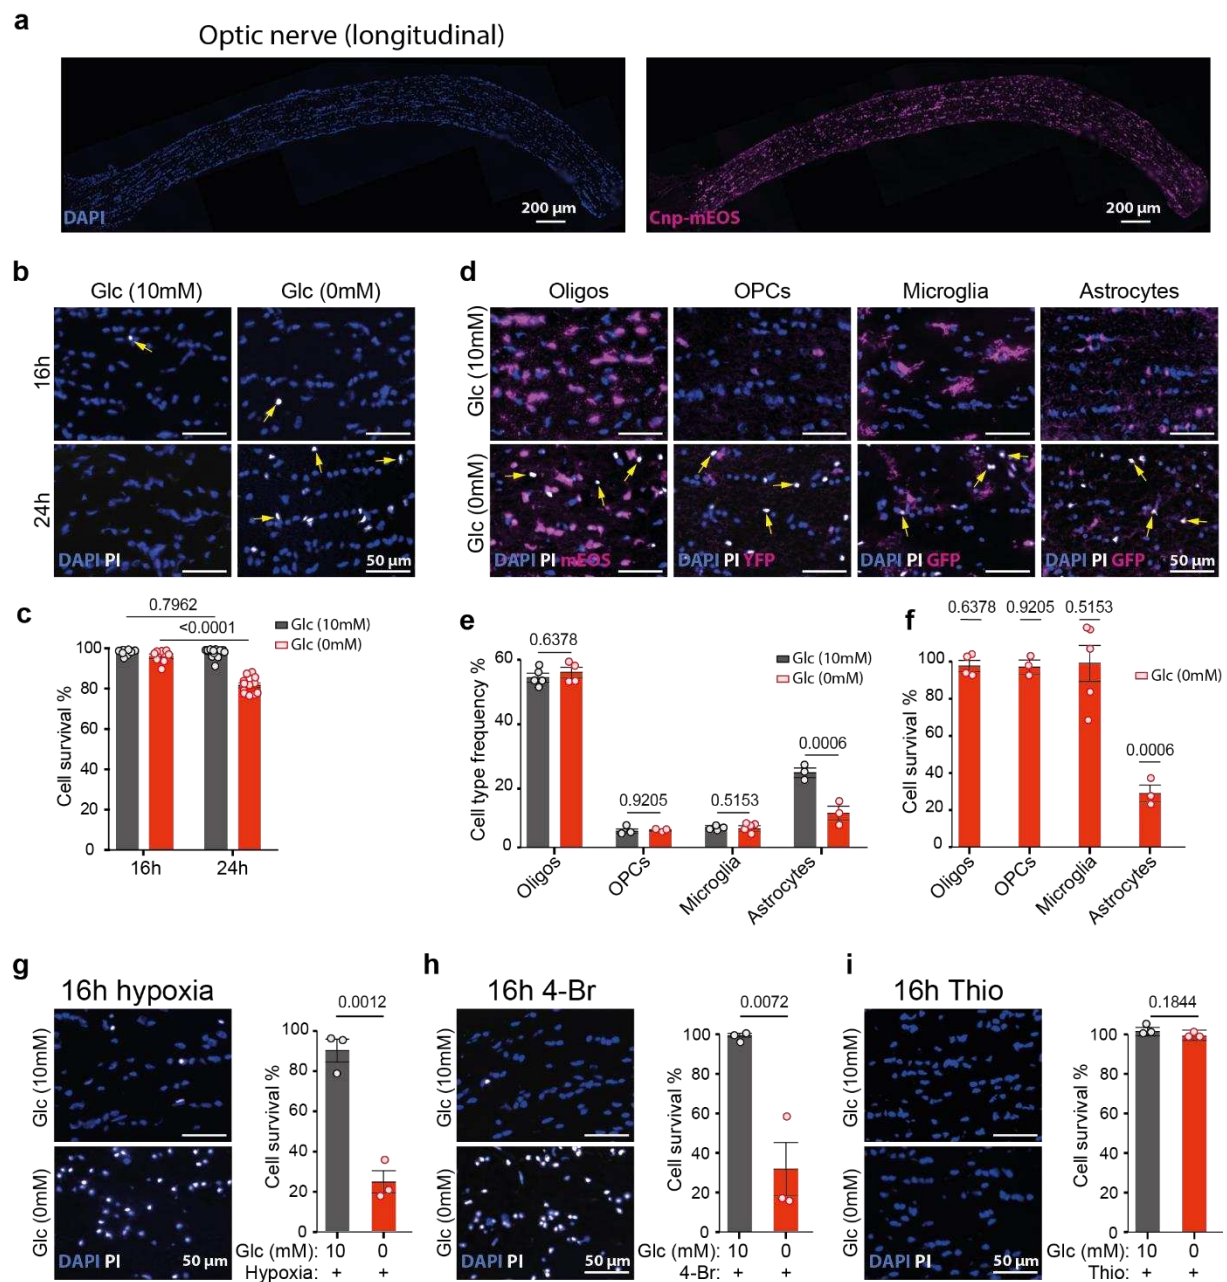 a
Optic nerve (longitudinal)
DAPI
200 µm
Cnp-mEOS
200 µm
b
Glc (10mM)
Glc (0mM)
16h
24h
DAPI PI
50 µm
d
Oligos
OPCs
Microglia
Astrocytes
Glc (10mM)
Glc (0mM)
DAPI PI mEOS
DAPI PI YFP
DAPI PI GFP
DAPI PI GFP
50 µm
c
0.7962
<0.0001
Glc (10mM)
Glc (0mM)
Cell survival %
100
80
60
40
20
0
16h
24h
e
0.6378
Glc (10mM)
Glc (0mM)
Cell type frequency %
60
40
20
0
0.9205
0.5153
0.0006
Oligos
OPCs
Microglia
Astrocytes
f
0.6378
0.9205
0.5153
Glc (0mM)
0.0006
Cell survival %
100
80
60
40
20
0
Oligos
OPCs
Microglia
Astrocytes
g
16h hypoxia
0.0012
Glc (10mM)
Glc (0mM)
DAPI PI
50 µm
Cell survival %
100
80
60
40
20
0
Glc (mM): 10 0
Hypoxia: + +
h
16h 4-Br
0.0072
Glc (10mM)
Glc (0mM)
DAPI PI
50 µm
Cell survival %
100
80
60
40
20
0
Glc (mM): 10 0
4-Br: + +
i
16h Thio
0.1844
Glc (10mM)
Glc (0mM)
DAPI PI
50 µm
Cell survival %
100
80
60
40
20
0
Glc (mM): 10 0
Thio: + +